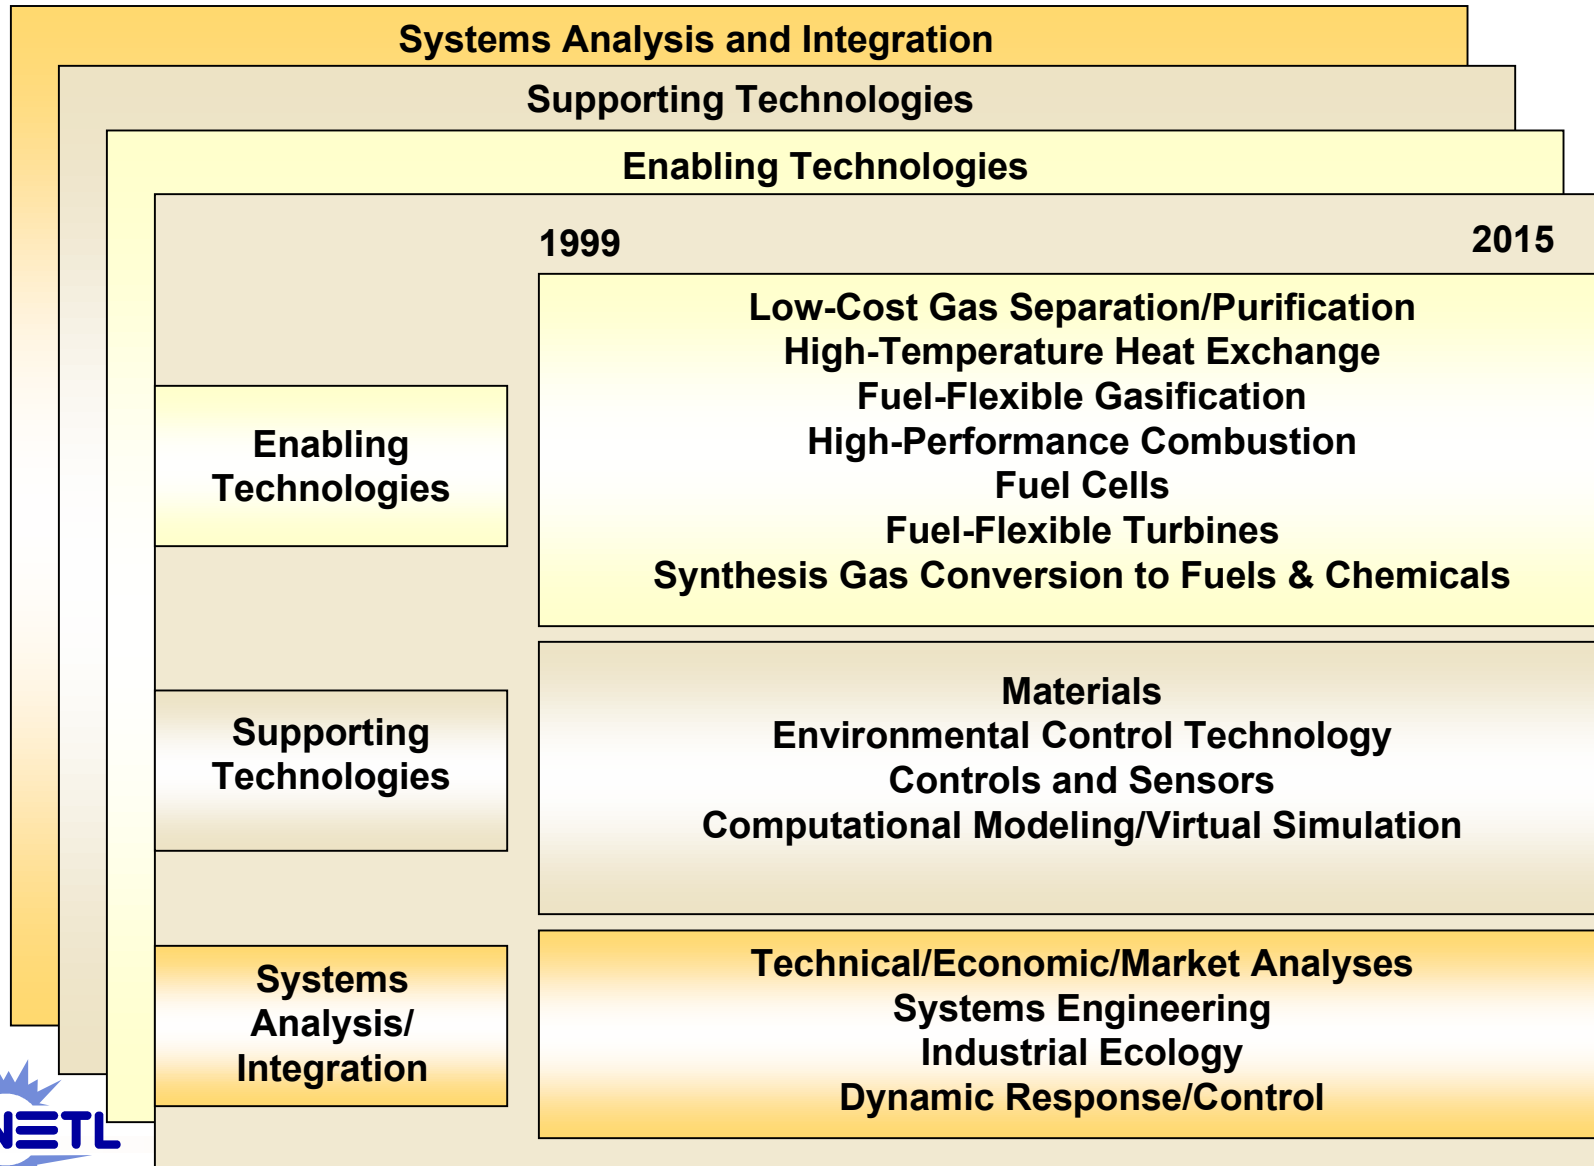 Systems Analysis and Integration
Supporting Technologies
Enabling Technologies
1999
2015
Enabling
Technologies
Low-Cost Gas Separation/Purification
High-Temperature Heat Exchange
Fuel-Flexible Gasification
High-Performance Combustion
Fuel Cells
Fuel-Flexible Turbines
Synthesis Gas Conversion to Fuels & Chemicals
Supporting
Technologies
Materials
Environmental Control Technology
Controls and Sensors
Computational Modeling/Virtual Simulation
Systems
Analysis/
Integration
Technical/Economic/Market Analyses
Systems Engineering
Industrial Ecology
Dynamic Response/Control
NETL